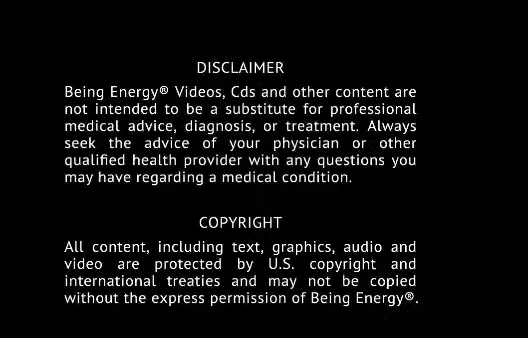 DISCLAIMER
Being Energy® Videos, Cds and other content are
not intended to be a substitute for professional
medical advice, diagnosis, or treatment. Always
seek the advice of your physician or other
qualified health provider with any questions you
may have regarding a medical condition.
COPYRIGHT
All content, including text, graphics, audio and
video are protected by U.S. copyright and
international treaties and may not be copied
without the express permission of Being Energy®.